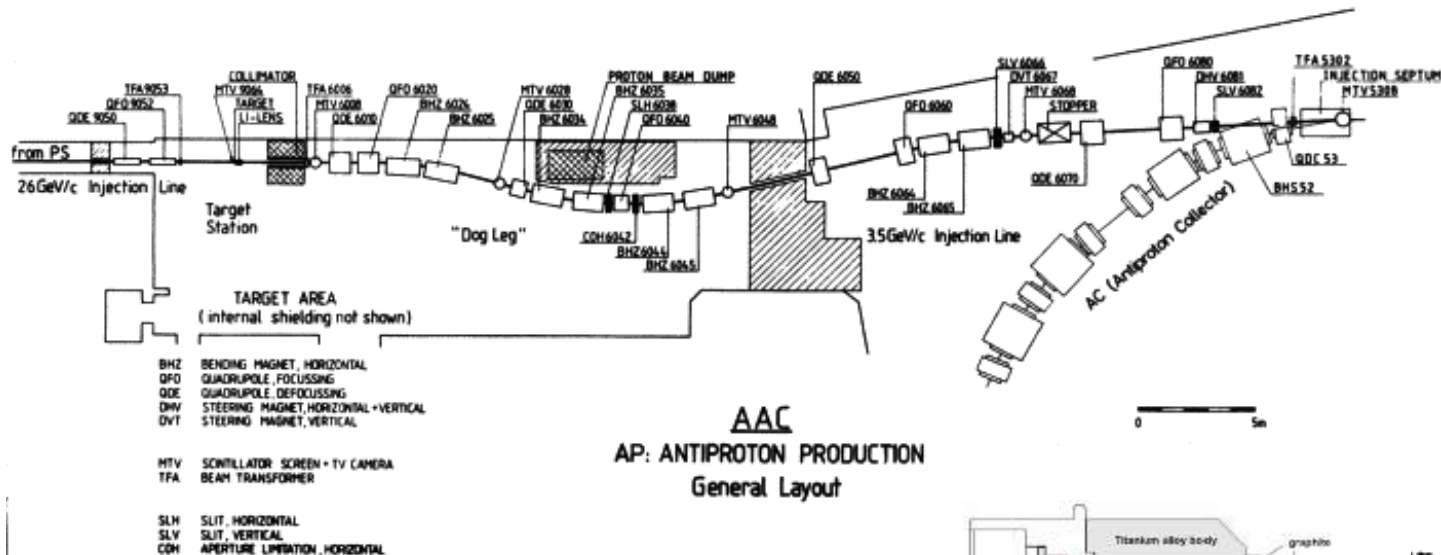 TFA 9053
QFO 9052
QDE 9050
MTV 9064
COLLIMATOR
TARGET
LI-LENS
TFA 6006
MTV 6008
QDE 6010
QFO 6020
BHZ 6024
BHZ 6025
MTV 6028
QDE 6030
BHZ 6034
PROTON BEAM DUMP
BHZ 6035
SLH 6038
QFO 6040
MTV 6048
QDE 6050
QFO 6060
SLV 6066
DVT 6067
MTV 6068
STOPPER
QFO 6080
DHV 6081
SLV 6082
TFA 5302
INJECTION SEPTUM
MTV 5308
from PS
26GeV/c Injection Line
Target
Station
"Dog Leg"
COH 6042
BHZ 6044
BHZ 6045
BHZ 6064
BHZ 6065
3.5GeV/c Injection Line
QDE 6070
QDC 53
BHS 52
AC (Antiproton Collector)
TARGET AREA
(internal shielding not shown)
BHZ BENDING MAGNET, HORIZONTAL
QFO QUADRUPOLE, FOCUSSING
QDE QUADRUPOLE, DEFOCUSSING
DHV STEERING MAGNET, HORIZONTAL + VERTICAL
DVT STEERING MAGNET, VERTICAL
MTV SCINTILLATOR SCREEN + TV CAMERA
TFA BEAM TRANSFORMER
SLH SLIT, HORIZONTAL
SLV SLIT, VERTICAL
COH APERTURE LIMITATION, HORIZONTAL
0 5m
AAC
AP: ANTIPROTON PRODUCTION
General Layout
Titanium alloy body
graphite